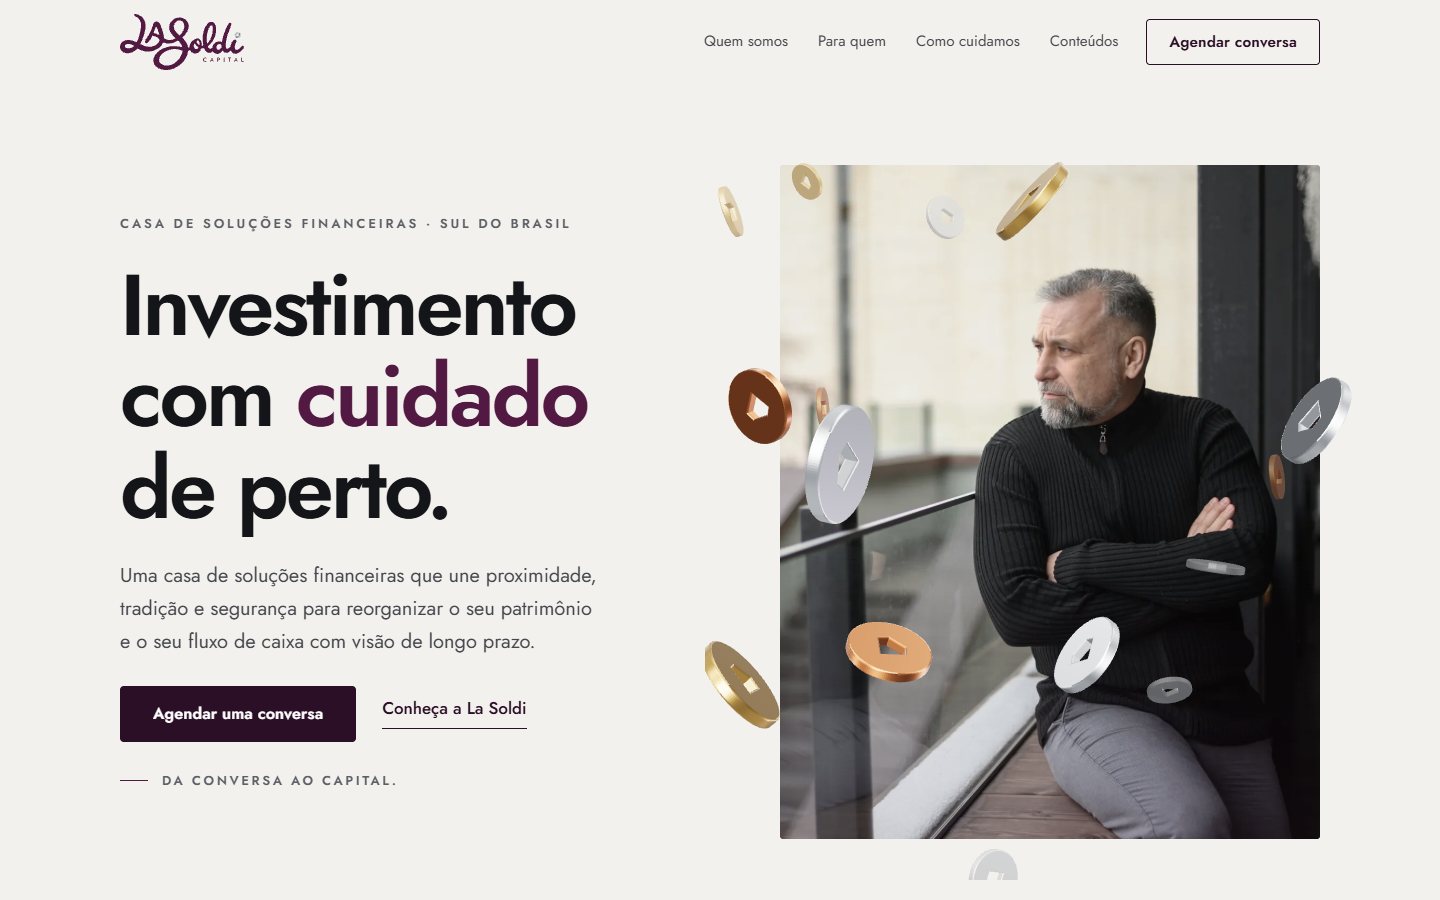 LA Soldi
CAPITAL
Quem somos
Para quem
Como cuidamos
Conteúdos
Agendar conversa
CASA DE SOLUÇÕES FINANCEIRAS · SUL DO BRASIL
Investimento
com cuidado
de perto.
Uma casa de soluções financeiras que une proximidade,
tradição e segurança para reorganizar o seu patrimônio
e o seu fluxo de caixa com visão de longo prazo.
Agendar uma conversa
Conheça a La Soldi
DA CONVERSA AO CAPITAL.